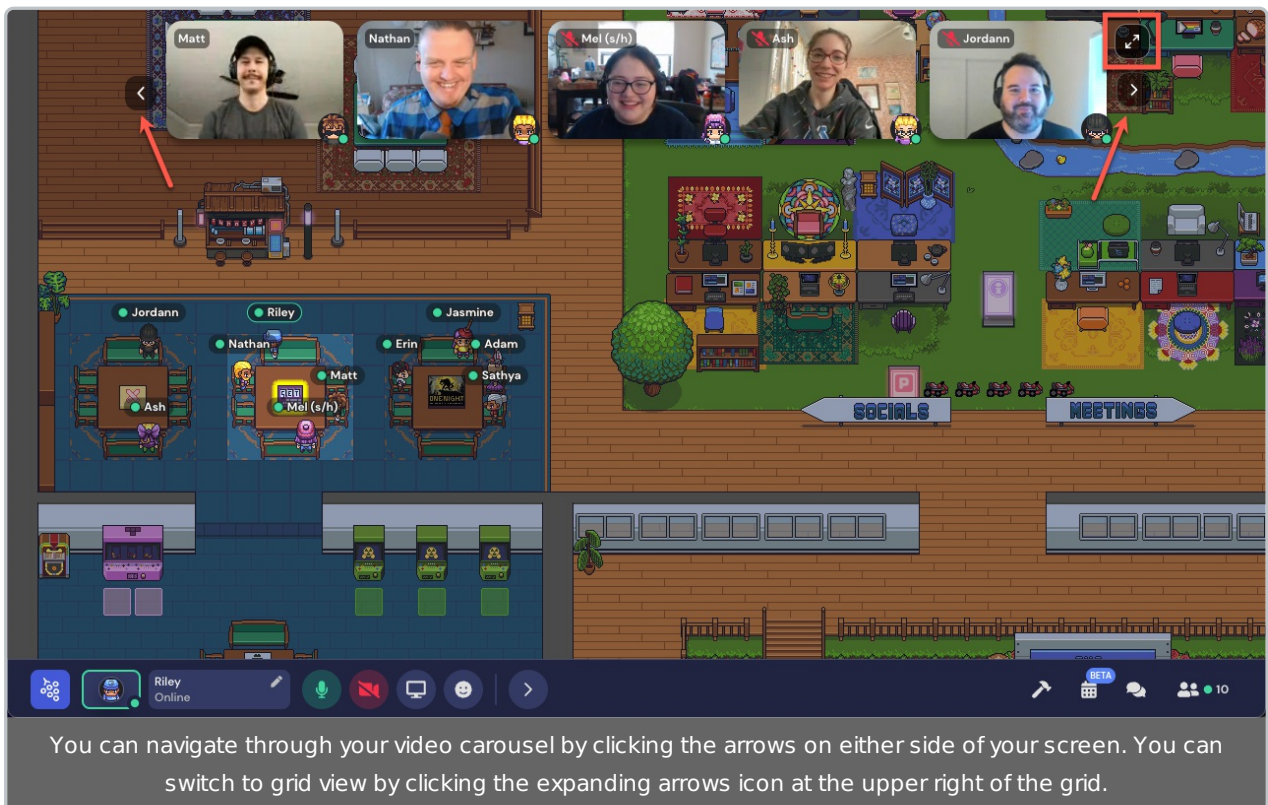 Matt
Nathan
Mel (s/h)
Ash
Jordann
Jordann
Riley
Jasmine
Nathan
Erin
Adam
Matt
Sathya
SET
ONE NIGHT
Ash
Mel (s/h)
P
SOCIALS
MEETINGS
Riley
Online
BETA
10
You can navigate through your video carousel by clicking the arrows on either side of your screen. You can
switch to grid view by clicking the expanding arrows icon at the upper right of the grid.